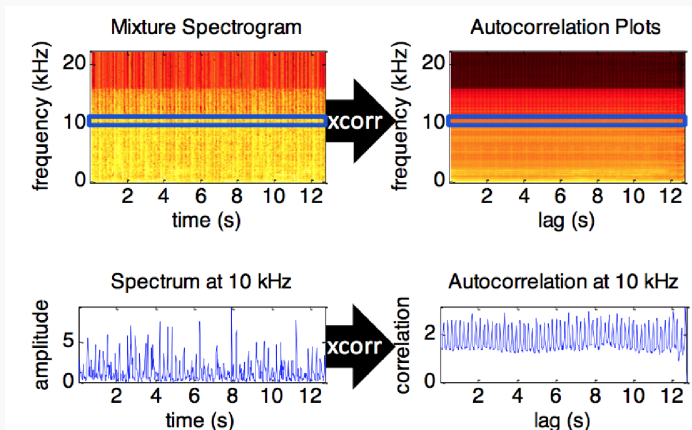 Mixture Spectrogram
Autocorrelation Plots
frequency (kHz)
20
10
0
2 4 6 8 10 12
time (s)
xcorr
frequency (kHz)
20
10
0
2 4 6 8 10 12
lag (s)
Spectrum at 10 kHz
Autocorrelation at 10 kHz
amplitude
5
0
2 4 6 8 10 12
time (s)
xcorr
correlation
2
0
2 4 6 8 10 12
lag (s)